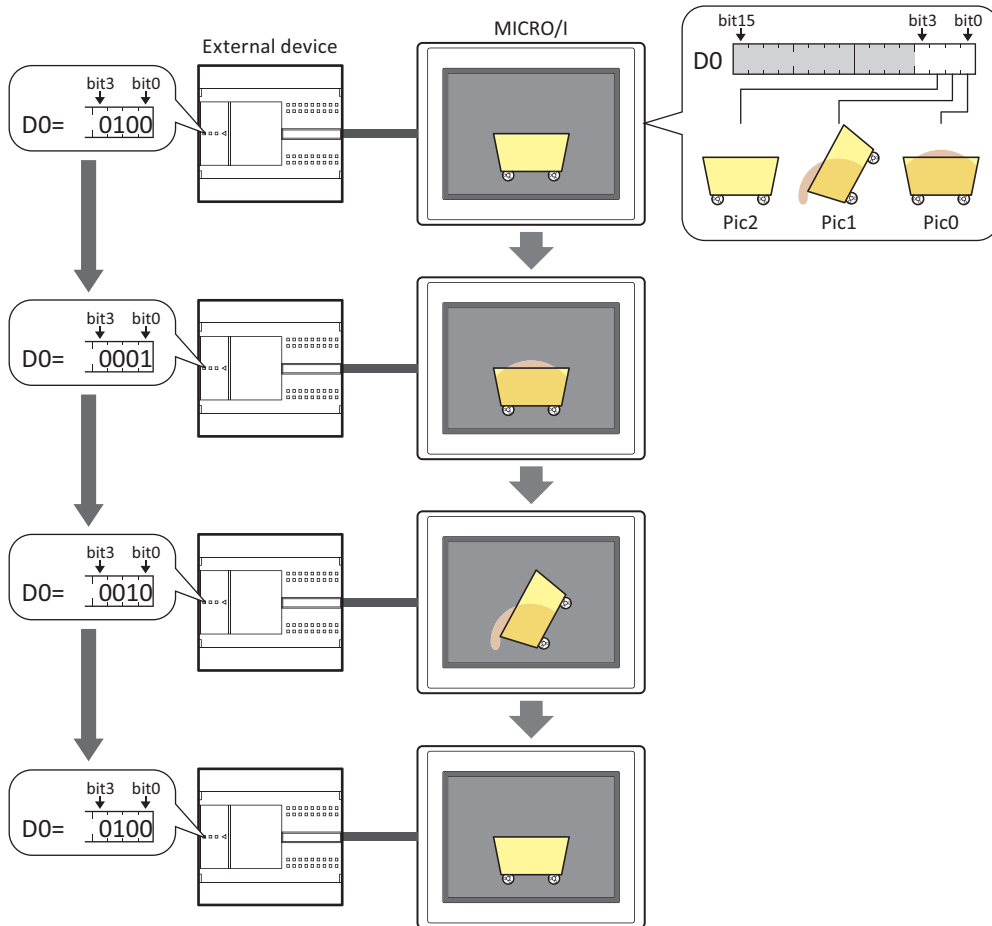 External device
MICRO/I
bit15
bit3
bit0
D0
Pic2
Pic1
Pic0
bit3
bit0
D0=
0100
bit3
bit0
D0=
0001
bit3
bit0
D0=
0010
bit3
bit0
D0=
0100